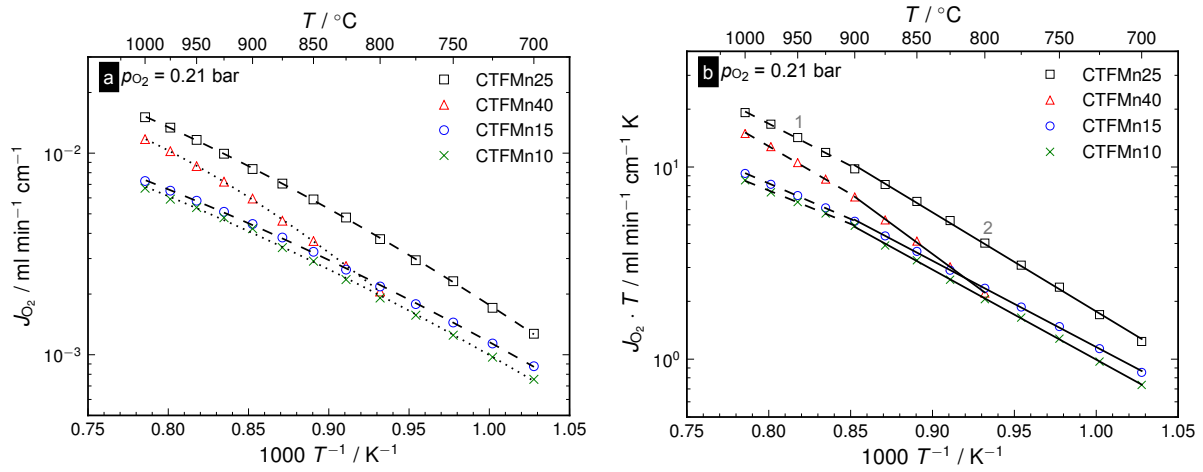 T / °C
1000 950 900 850 800 750 700
a pO2 = 0.21 bar
CTFMn25
CTFMn40
CTFMn15
CTFMn10
10−2
10−3
JO2 / ml min−1 cm−1
0.75 0.80 0.85 0.90 0.95 1.00 1.05
1000 T−1 / K−1
T / °C
1000 950 900 850 800 750 700
b pO2 = 0.21 bar
CTFMn25
CTFMn40
CTFMn15
CTFMn10
1
2
101
100
JO2 · T / ml min−1 cm−1 K
0.75 0.80 0.85 0.90 0.95 1.00 1.05
1000 T−1 / K−1